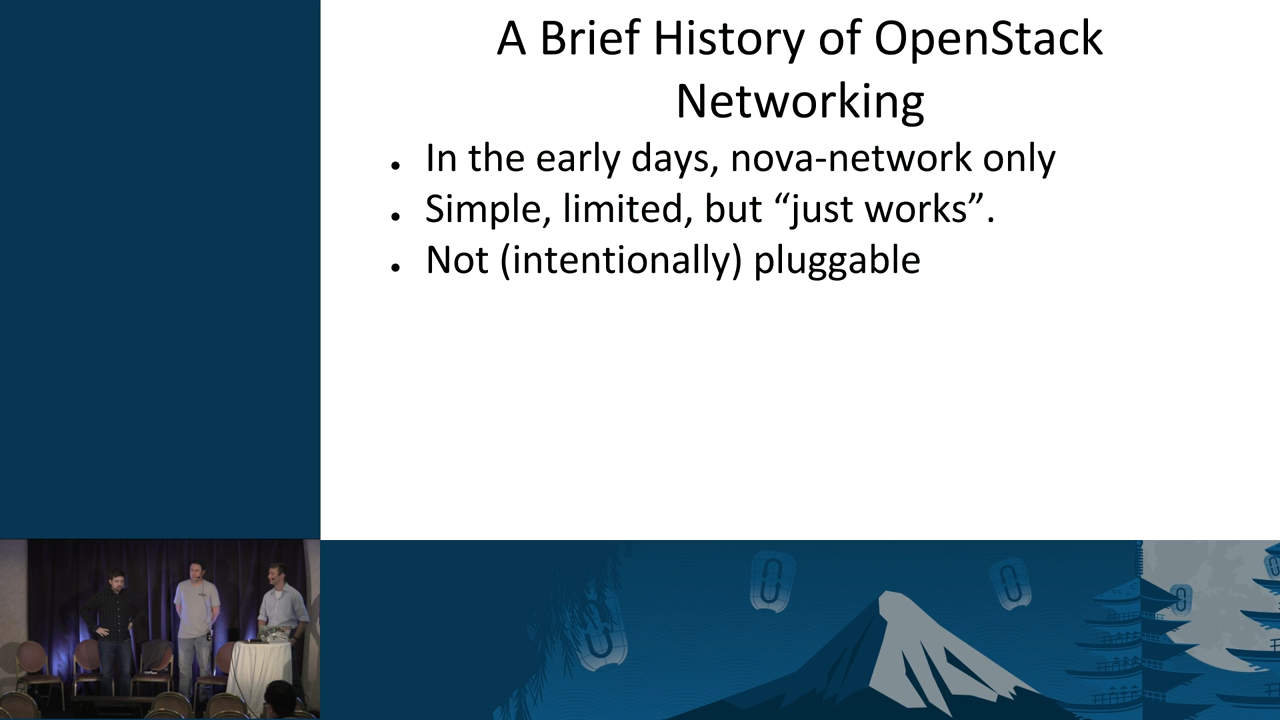 A Brief History of OpenStack
Networking
• In the early days, nova-network only
• Simple, limited, but “just works”.
• Not (intentionally) pluggable